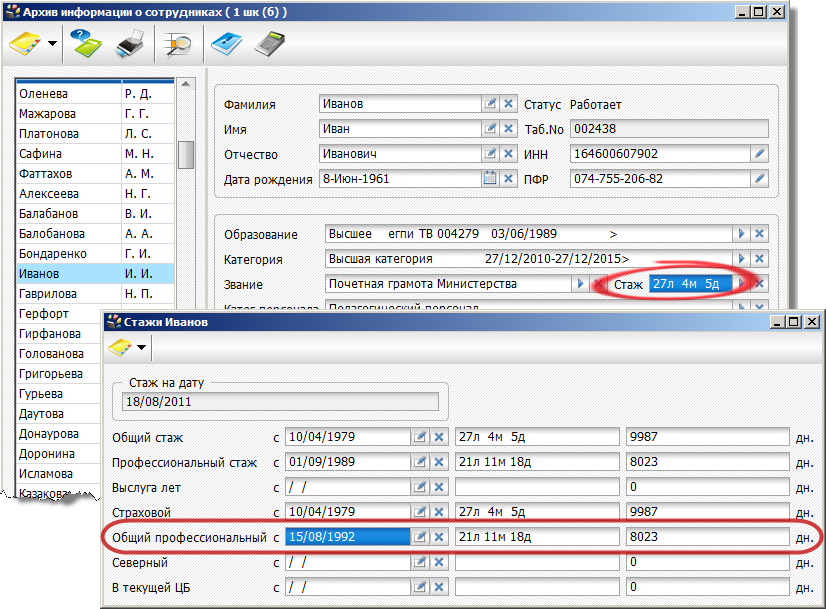 Архив информации о сотрудниках ( 1 шк (б) )
Оленева Р. Д.
Мажарова Г. Г.
Платонова Л. С.
Сафина М. Н.
Фаттахов А. М.
Алексеева Н. Г.
Балабанов В. И.
Балобанова А. А.
Бондаренко Г. И.
Иванов И. И.
Гаврилова Н. П.
Герфорт
Гирфанова
Голованова
Григорьева
Гурьева
Даутова
Донаурова
Доронина
Исламова
Казакова
Фамилия Иванов Статус Работает
Имя Иван Таб.No 002438
Отчество Иванович ИНН 164600607902
Дата рождения 8-Июн-1961 ПФР 074-755-206-82
Образование Высшее егпи ТВ 004279 03/06/1989 >
Категория Высшая категория 27/12/2010-27/12/2015>
Звание Почетная грамота Министерства Стаж 27л 4м 5д
Катег.персонала Педагогический персонал
Стажи Иванов
Стаж на дату
18/08/2011
Общий стаж с 10/04/1979 27л 4м 5д 9987 дн.
Профессиональный стаж с 01/09/1989 21л 11м 18д 8023 дн.
Выслуга лет с / / 0 дн.
Страховой с 10/04/1979 27л 4м 5д 9987 дн.
Общий профессиональный с 15/08/1992 21л 11м 18д 8023 дн.
Северный с / / 0 дн.
В текущей ЦБ с / / 0 дн.